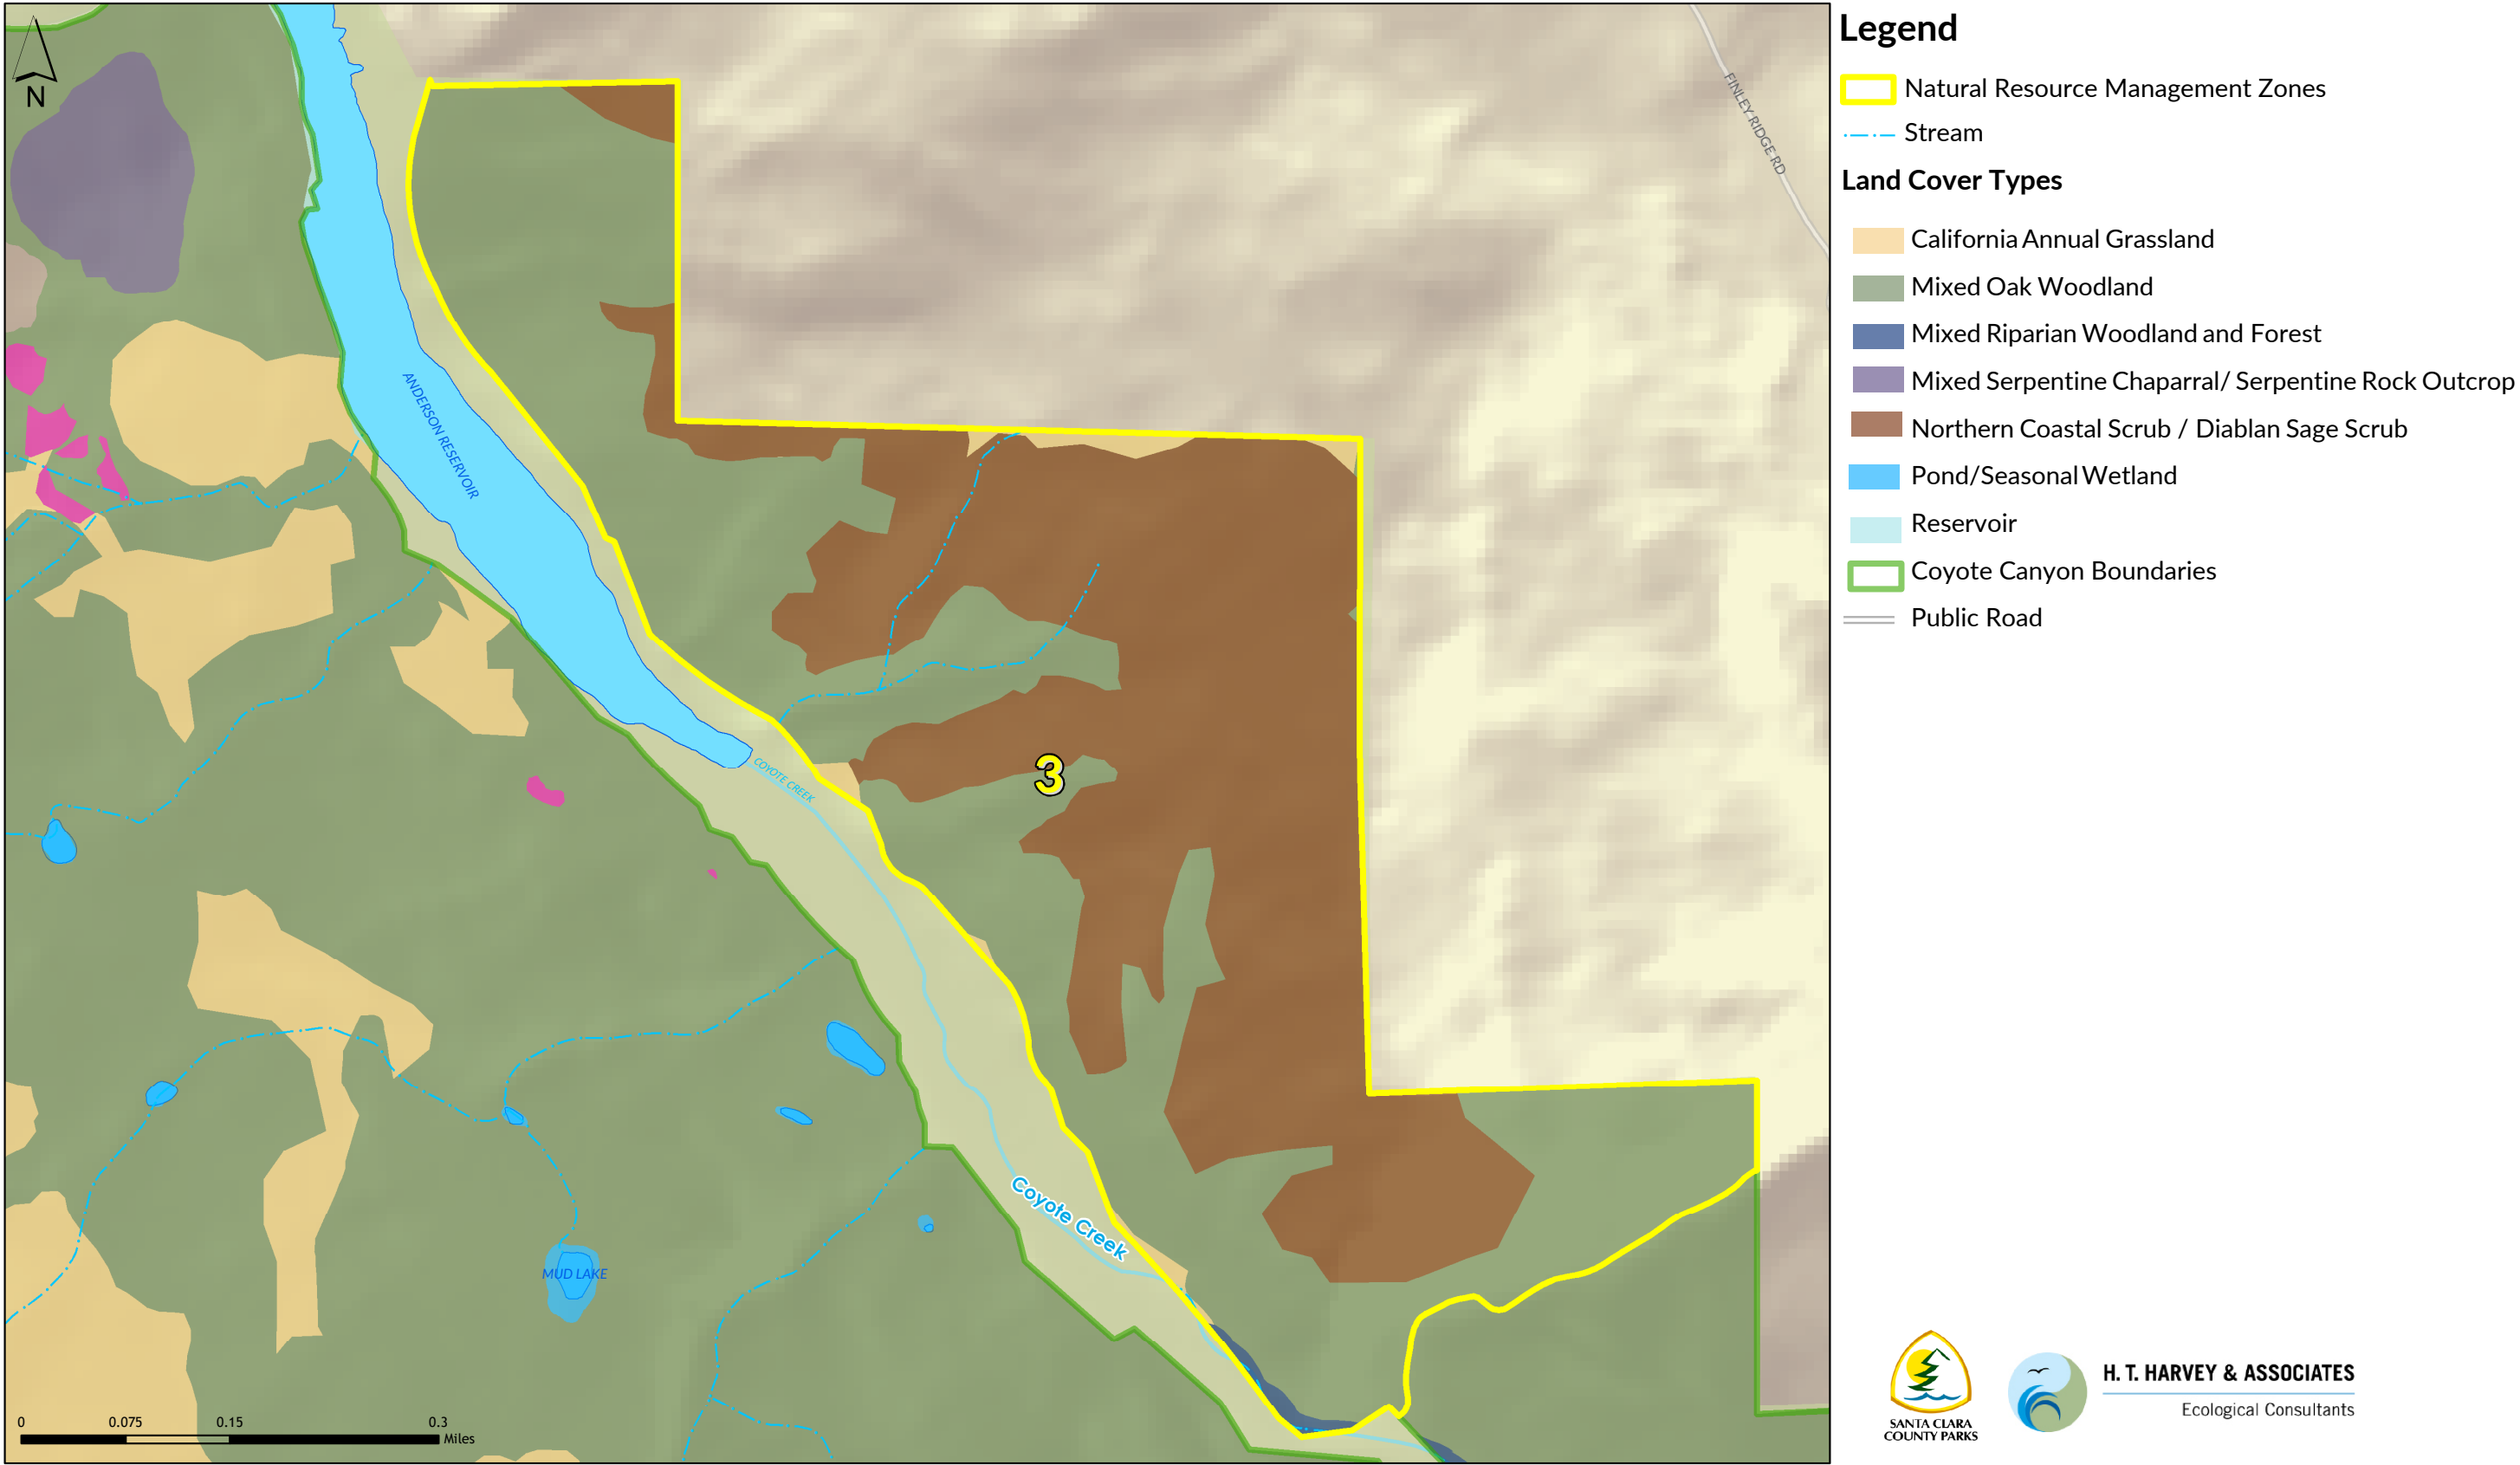 N
FINLEY RIDGE RD
ANDERSON RESERVOIR
COYOTE CREEK
3
Coyote Creek
MUD LAKE
0 0.075 0.15 0.3
Miles
Legend
Natural Resource Management Zones
Stream
Land Cover Types
California Annual Grassland
Mixed Oak Woodland
Mixed Riparian Woodland and Forest
Mixed Serpentine Chaparral/ Serpentine Rock Outcrop
Northern Coastal Scrub / Diablan Sage Scrub
Pond/Seasonal Wetland
Reservoir
Coyote Canyon Boundaries
Public Road
SANTA CLARA
COUNTY PARKS
H. T. HARVEY & ASSOCIATES
Ecological Consultants